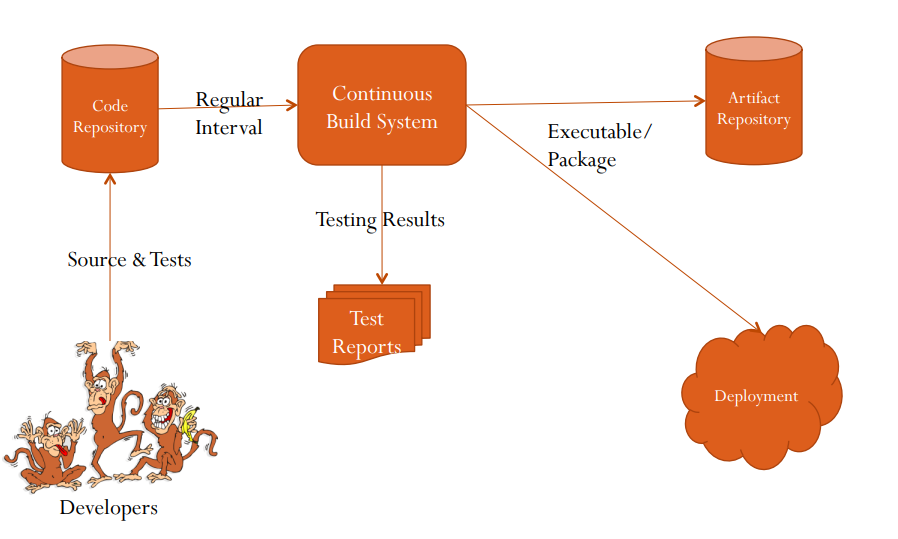 Code
Repository
Regular
Interval
Continuous
Build System
Executable/
Package
Artifact
Repository
Testing Results
Source & Tests
Test
Reports
Deployment
Developers